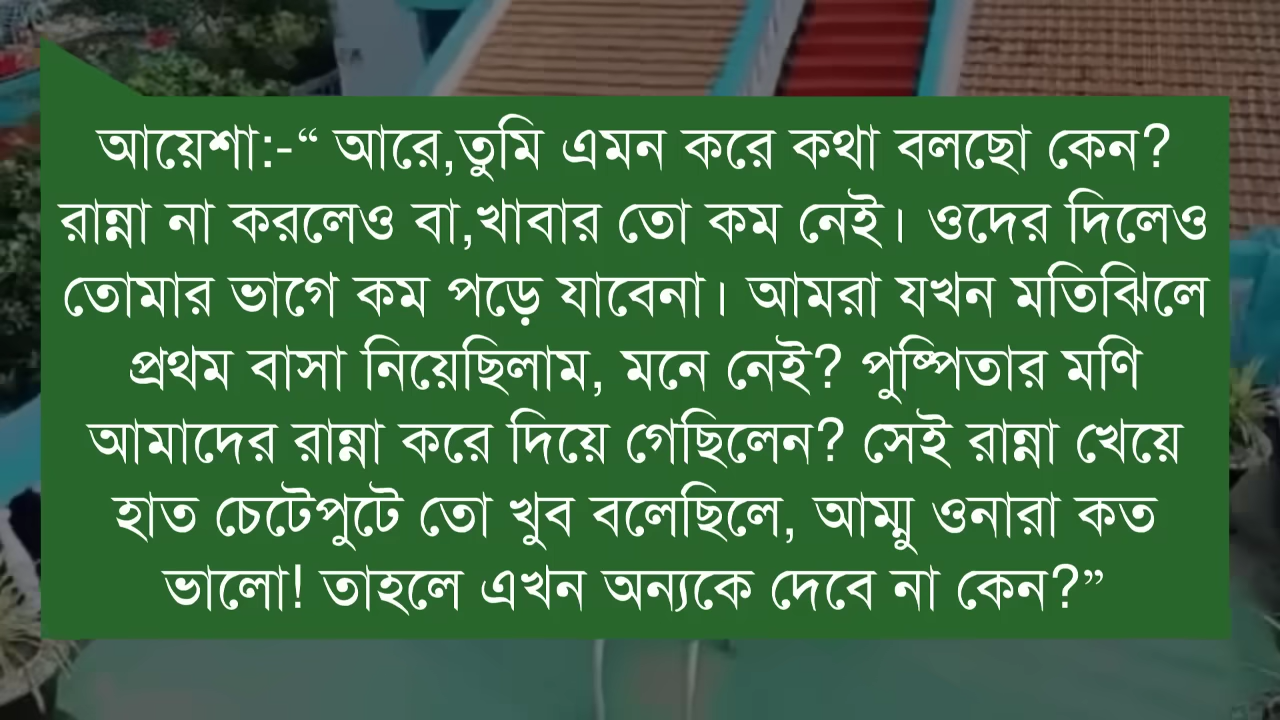 আয়েশা:-“ আরে,তুমি এমন করে কথা বলছো কেন?
রান্না না করলেও বা,খাবার তো কম নেই। ওদের দিলেও
তোমার ভাগে কম পড়ে যাবেনা। আমরা যখন মতিঝিলে
প্রথম বাসা নিয়েছিলাম, মনে নেই? পুষ্পিতার মণি
আমাদের রান্না করে দিয়ে গেছিলেন? সেই রান্না খেয়ে
হাত চেটেপুটে তো খুব বলেছিলে, আম্মু ওনারা কত
ভালো! তাহলে এখন অন্যকে দেবে না কেন?”